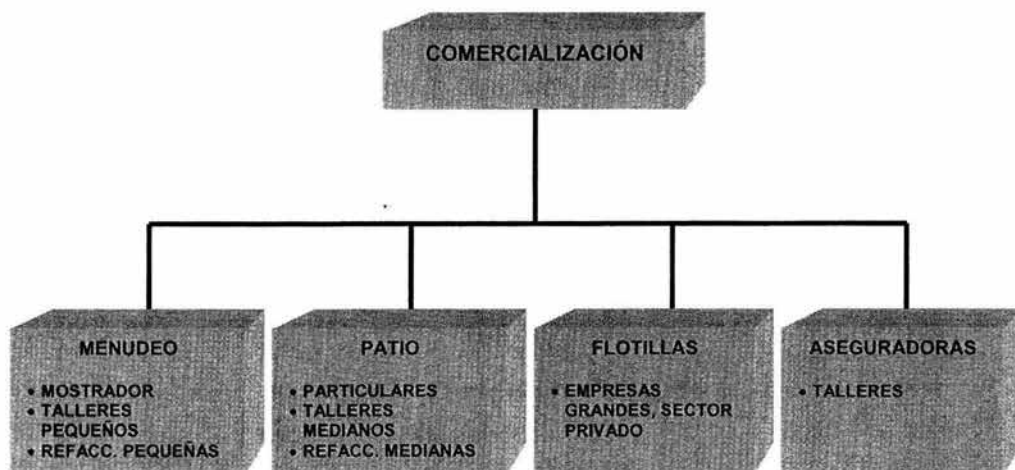 COMERCIALIZACIÓN
MENUDEO
• MOSTRADOR
• TALLERES
PEQUEÑOS
• REFACC. PEQUEÑAS
PATIO
• PARTICULARES
• TALLERES
MEDIANOS
• REFACC. MEDIANAS
FLOTILLAS
• EMPRESAS
GRANDES, SECTOR
PRIVADO
ASEGURADORAS
• TALLERES